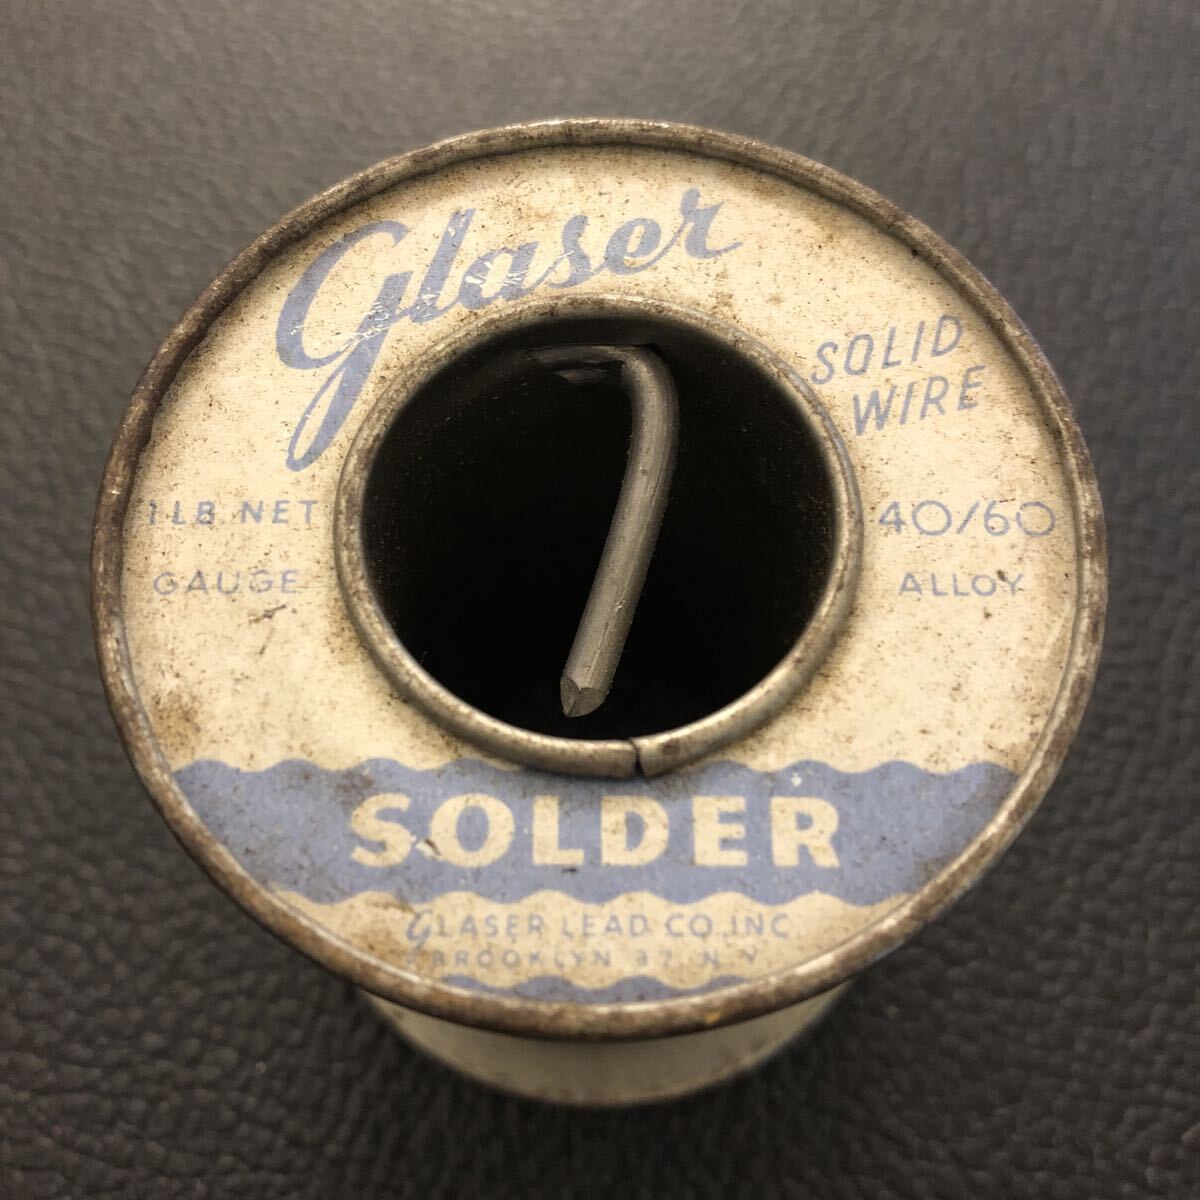 Glaser
SOLID
WIRE
1 LB NET
GAUGE
40/60
ALLOY
SOLDER
GLASER LEAD CO. INC.
BROOKLYN 37 N. Y.